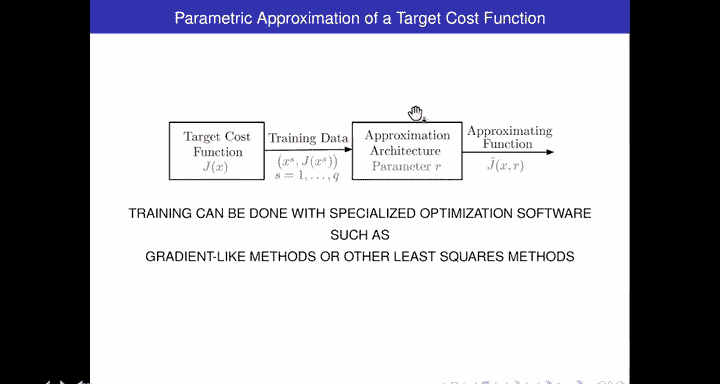 Parametric Approximation of a Target Cost Function
Target Cost
Function
J(x)
Training Data
(x^s, J(x^s))
s = 1, . . . , q
Approximation
Architecture
Parameter r
Approximating
Function
J̃(x, r)
TRAINING CAN BE DONE WITH SPECIALIZED OPTIMIZATION SOFTWARE
SUCH AS
GRADIENT-LIKE METHODS OR OTHER LEAST SQUARES METHODS